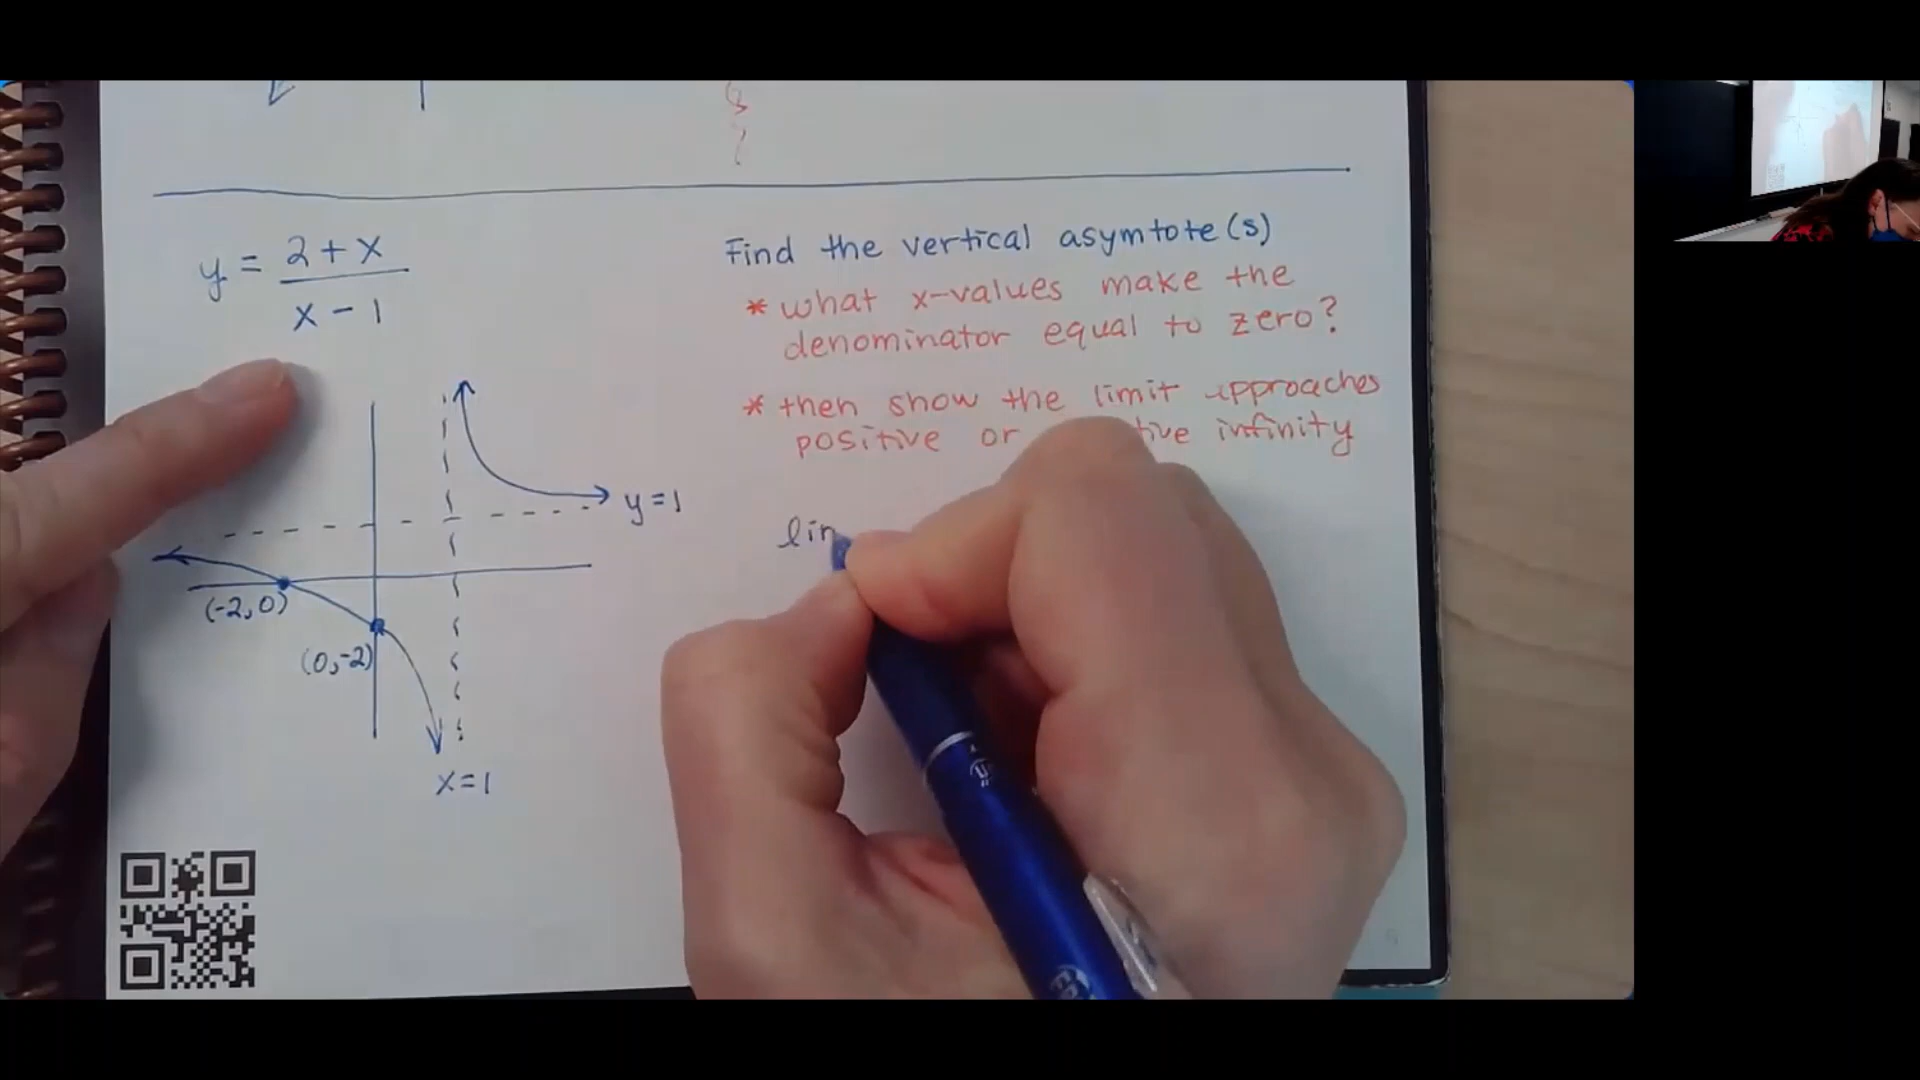 y = 2 + x
x - 1
Find the vertical asymtote(s)
* what x-values make the
denominator equal to zero?
* then show the limit approaches
positive or infinity
y = 1
(-2, 0)
(0, -2)
x = 1